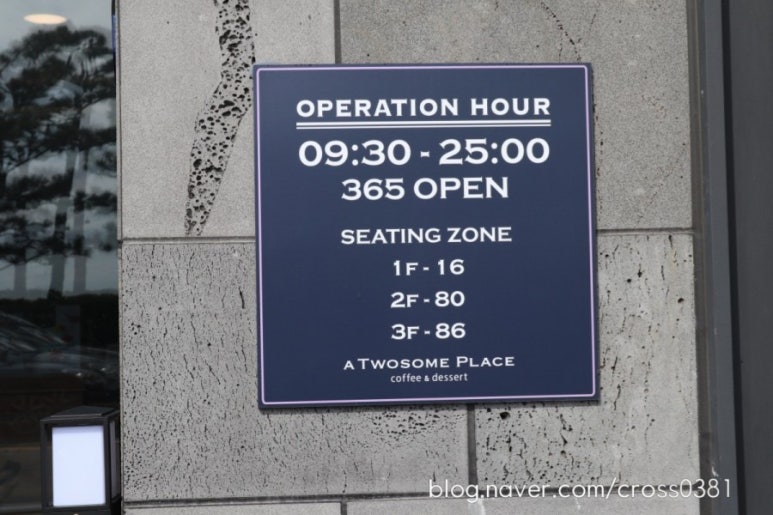 OPERATION HOUR
09:30 - 25:00
365 OPEN
SEATING ZONE
1F - 16
2F - 80
3F - 86
A TWOSOME PLACE
coffee & dessert
blog.naver.com/cross0381